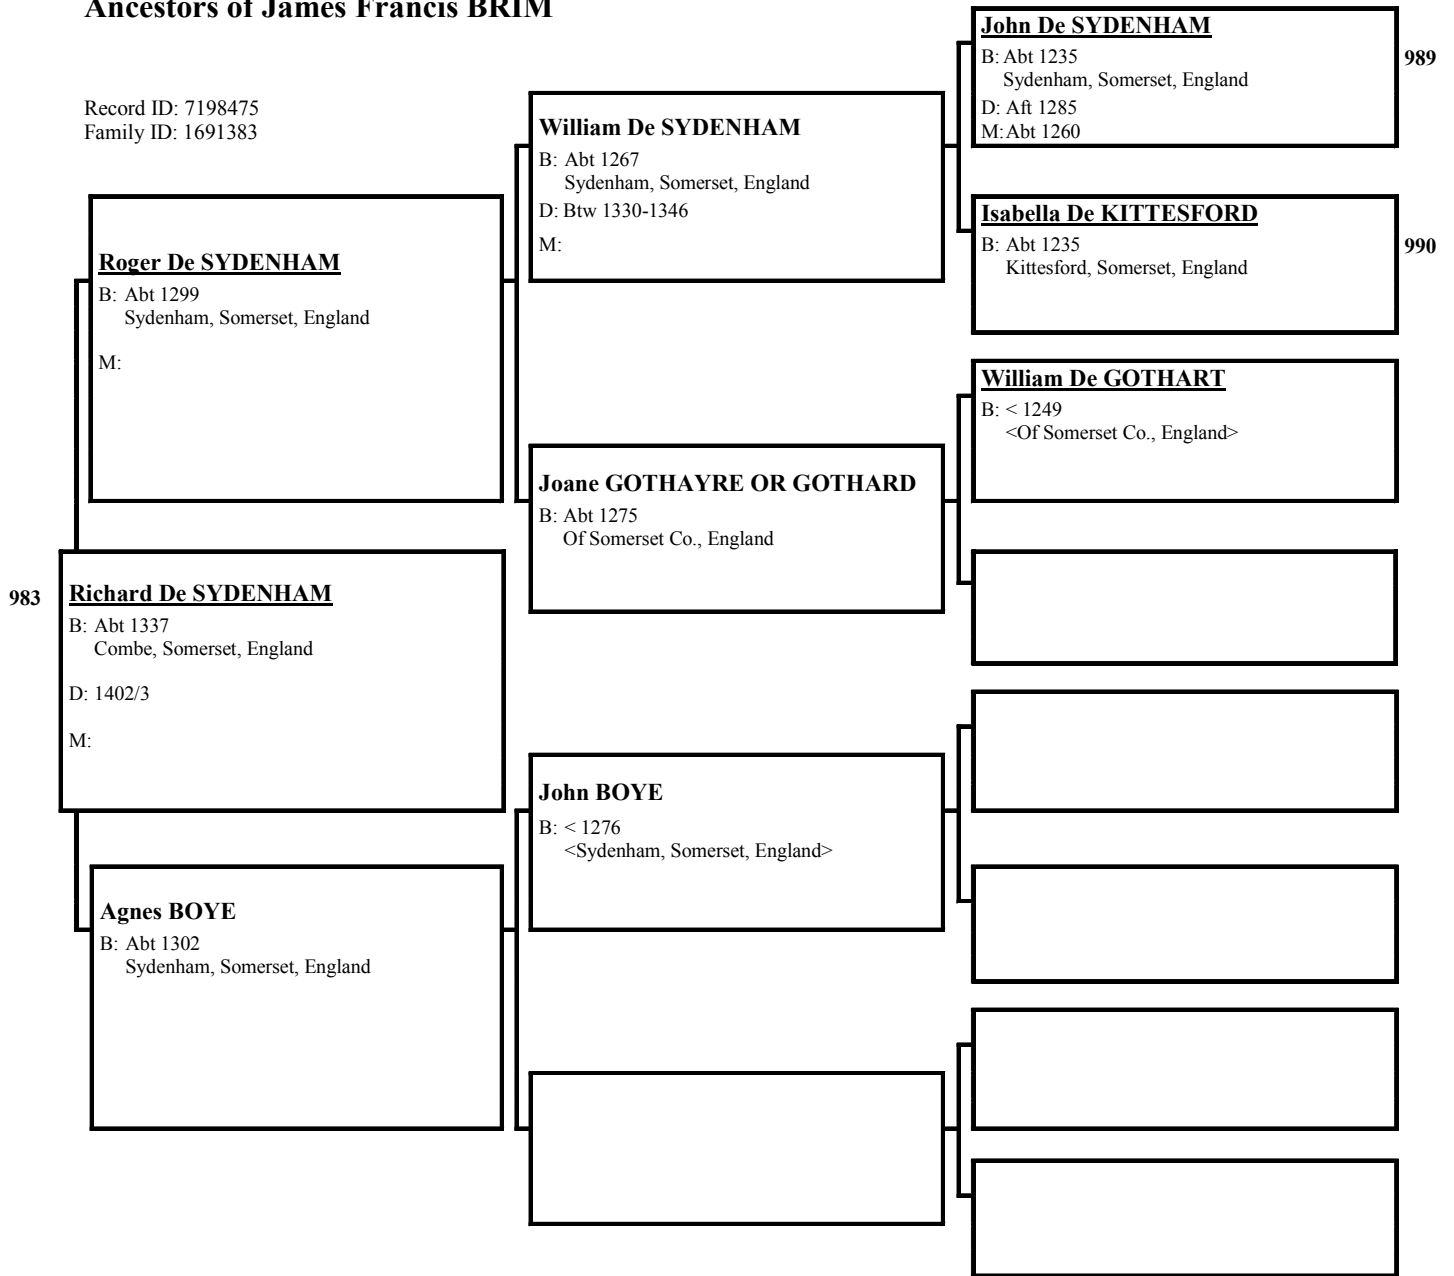 Ancestors of James Francis BRIM
Record ID: 7198475
Family ID: 1691383
John De SYDENHAM
B: Abt 1235
Sydenham, Somerset, England
D: Aft 1285
M: Abt 1260
989
William De SYDENHAM
B: Abt 1267
Sydenham, Somerset, England
D: Btw 1330-1346
M:
Isabella De KITTESFORD
B: Abt 1235
Kittesford, Somerset, England
990
Roger De SYDENHAM
B: Abt 1299
Sydenham, Somerset, England
M:
William De GOTHART
B: < 1249
<Of Somerset Co., England>
Joane GOTHAYRE OR GOTHARD
B: Abt 1275
Of Somerset Co., England
983
Richard De SYDENHAM
B: Abt 1337
Combe, Somerset, England
D: 1402/3
M:
John BOYE
B: < 1276
<Sydenham, Somerset, England>
Agnes BOYE
B: Abt 1302
Sydenham, Somerset, England